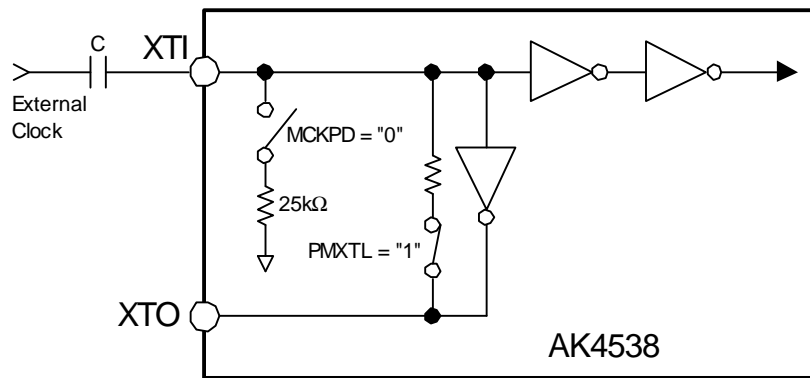 C
XTI
External
Clock
MCKPD = "0"
25kΩ
PMXTL = "1"
XTO
AK4538